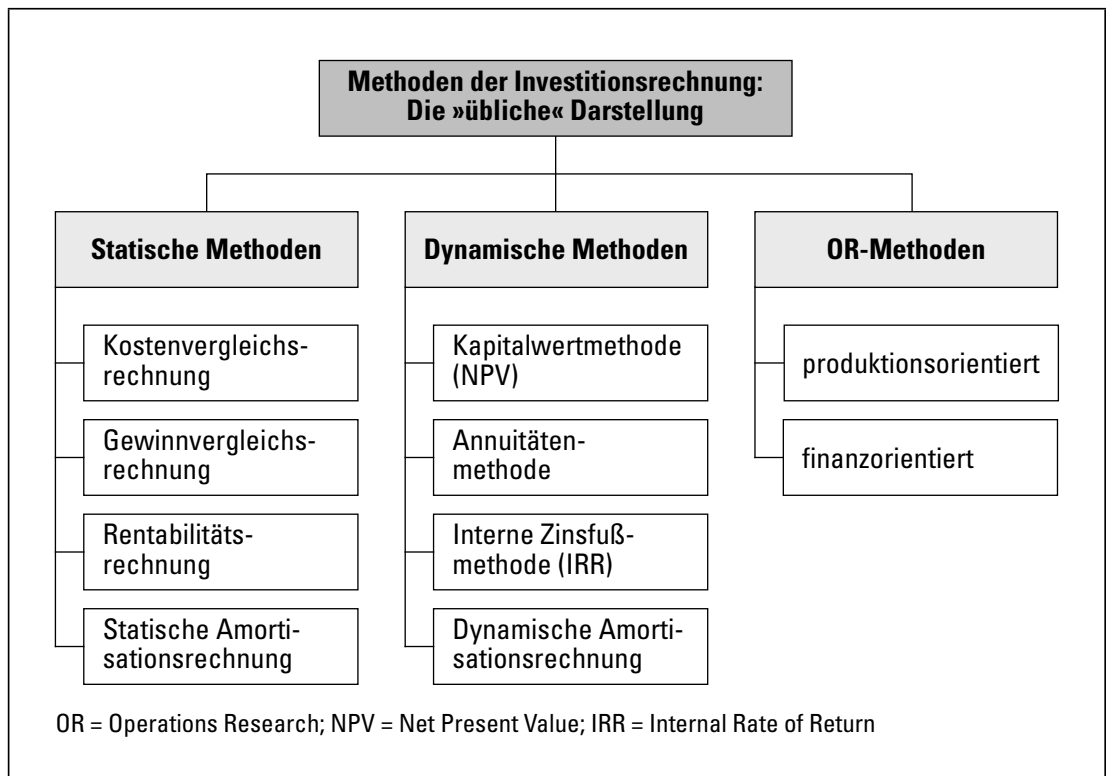 Methoden der Investitionsrechnung:
Die »übliche« Darstellung
Statische Methoden
Kostenvergleichs-
rechnung
Gewinnvergleichs-
rechnung
Rentabilitäts-
rechnung
Statische Amorti-
sationsrechnung
Dynamische Methoden
Kapitalwertmethode
(NPV)
Annuitäten-
methode
Interne Zinsfuß-
methode (IRR)
Dynamische Amorti-
sationsrechnung
OR-Methoden
produktionsorientiert
finanzorientiert
OR = Operations Research; NPV = Net Present Value; IRR = Internal Rate of Return